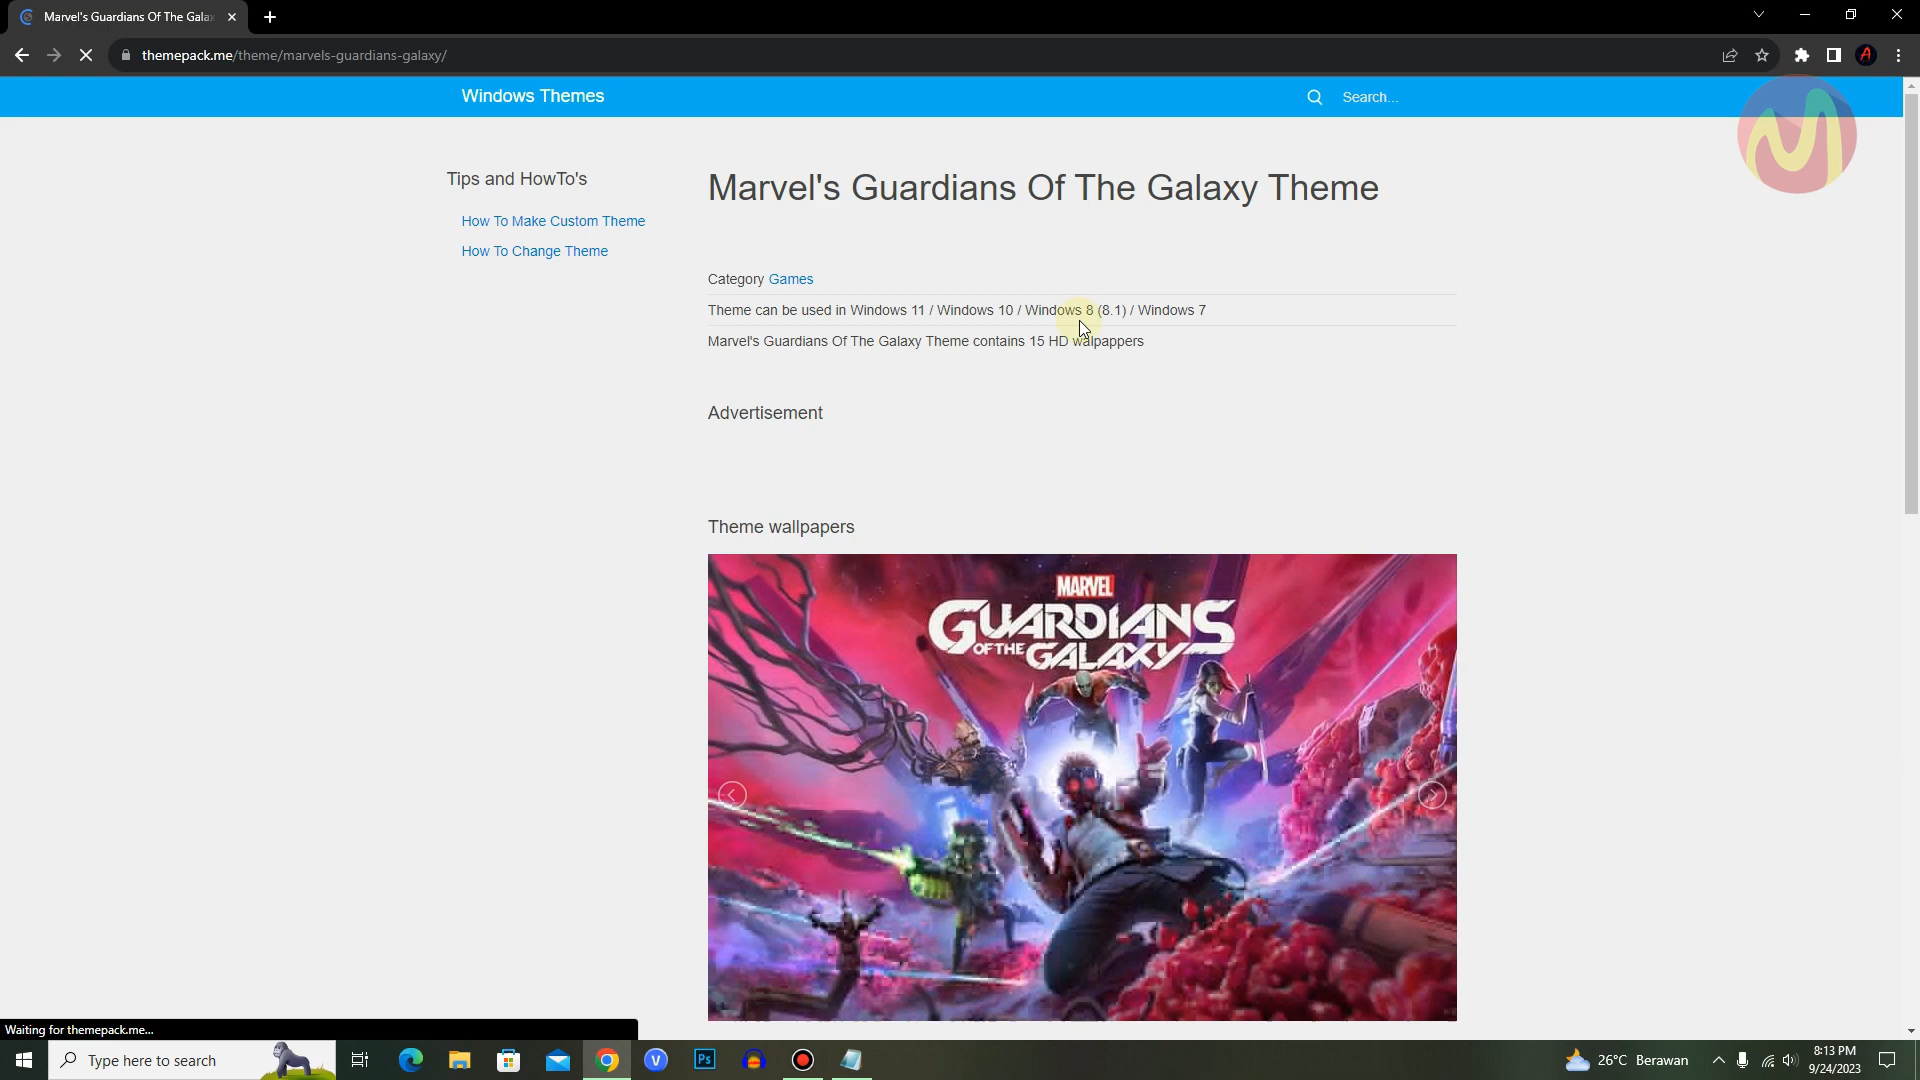 Marvel's Guardians Of The Gala
themepack.me/theme/marvels-guardians-galaxy/
A
Windows Themes
Search...
Tips and HowTo's
How To Make Custom Theme
How To Change Theme
Marvel's Guardians Of The Galaxy Theme
Category Games
Theme can be used in Windows 11 / Windows 10 / Windows 8 (8.1) / Windows 7
Marvel's Guardians Of The Galaxy Theme contains 15 HD walpappers
Advertisement
Theme wallpapers
MARVEL
GUARDIANS
OF THE GALAXY
Waiting for themepack.me...
Type here to search
V
Ps
26°C Berawan
8:13 PM
9/24/2023